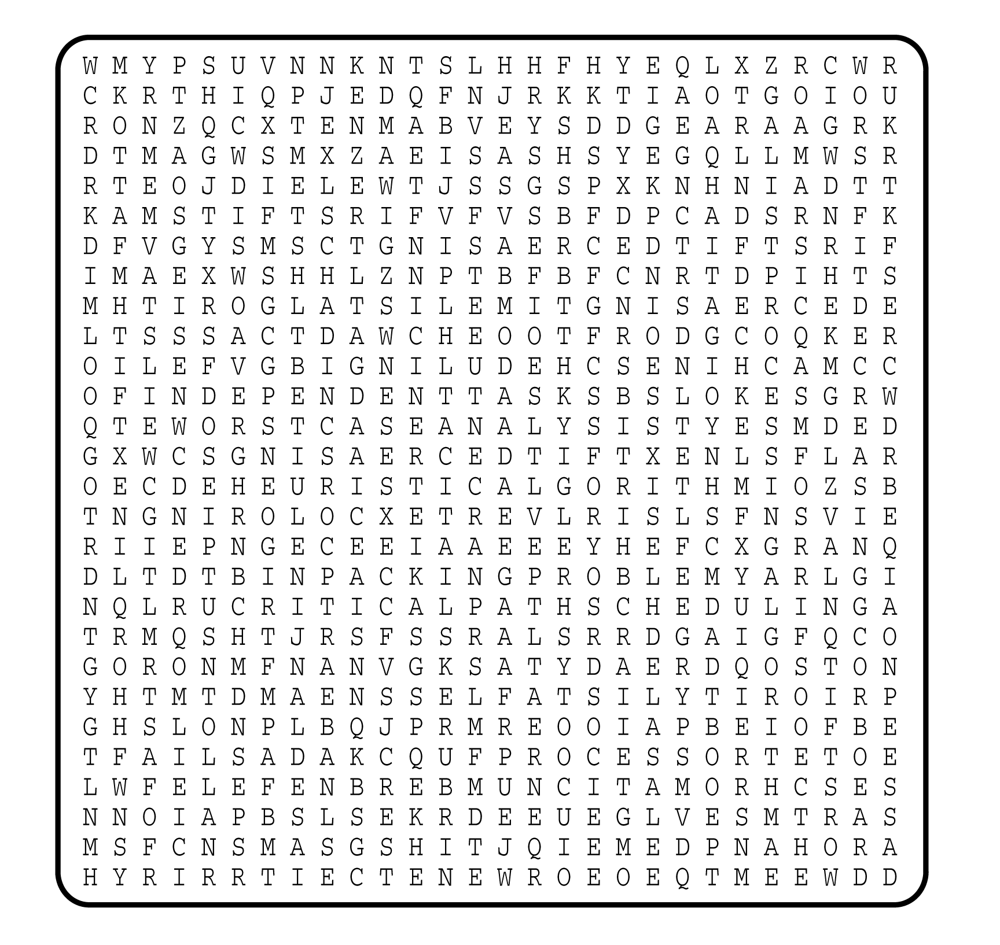 W M Y P S U V N N K N T S L H H F H Y E Q L X Z R C W R
C K R T H I Q P J E D Q F N J R K K T I A O T G O I O U
R O N Z Q C X T E N M A B V E Y S D D G E A R A A G R K
D T M A G W S M X Z A E I S A S H S Y E G Q L L M W S R
R T E O J D I E L E W T J S S G S P X K N H N I A D T T
K A M S T I F T S R I F V F V S B F D P C A D S R N F K
D F V G Y S M S C T G N I S A E R C E D T I F T S R I F
I M A E X W S H H L Z N P T B F B F C N R T D P I H T S
M H T I R O G L A T S I L E M I T G N I S A E R C E D E
L T S S S A C T D A W C H E O O T F R O D G C O Q K E R
O I L E F V G B I G N I L U D E H C S E N I H C A M C C
O F I N D E P E N D E N T T A S K S B S L O K E S G R W
Q T E W O R S T C A S E A N A L Y S I S T Y E S M D E D
G X W C S G N I S A E R C E D T I F T X E N L S F L A R
O E C D E H E U R I S T I C A L G O R I T H M I O Z S B
T N G N I R O L O C X E T R E V L R I S L S F N S V I E
R I I E P N G E C E E I A A E E E Y H E F C X G R A N Q
D L T D T B I N P A C K I N G P R O B L E M Y A R L G I
N Q L R U C R I T I C A L P A T H S C H E D U L I N G A
T R M Q S H T J R S F S S R A L S R R D G A I G F Q C O
G O R O N M F N A N V G K S A T Y D A E R D Q O S T O N
Y H T M T D M A E N S S E L F A T S I L Y T I R O I R P
G H S L O N P L B Q J P R M R E O O I A P B E I O F B E
T F A I L S A D A K C Q U F P R O C E S S O R T E T O E
L W F E L E F E N B R E B M U N C I T A M O R H C S E S
N N O I A P B S L S E K R D E E U E G L V E S M T R A S
M S F C N S M A S G S H I T J Q I E M E D P N A H O R A
H Y R I R R T I E C T E N E W R O E O E Q T M E E W D D